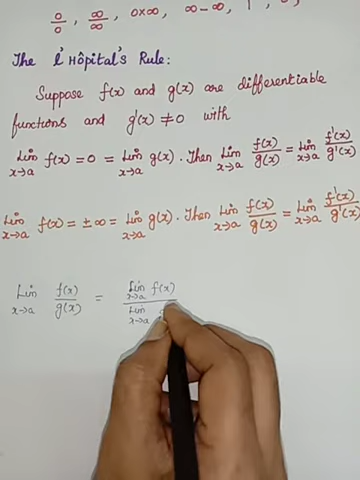 0/0, ∞/∞, 0×∞, ∞-∞, 1
The l'Hôpital's Rule:
Suppose f(x) and g(x) are differentiable
functions and g'(x) ≠ 0 with
Lim x→a f(x) = 0 = Lim x→a g(x). Then Lim x→a f(x)/g(x) = Lim x→a f'(x)/g'(x)
Lim x→a f(x) = ±∞ = Lim x→a g(x). Then Lim x→a f(x)/g(x) = Lim x→a f'(x)/g'(x)
Lim x→a f(x)/g(x) = Lim x→a f(x) / Lim x→a